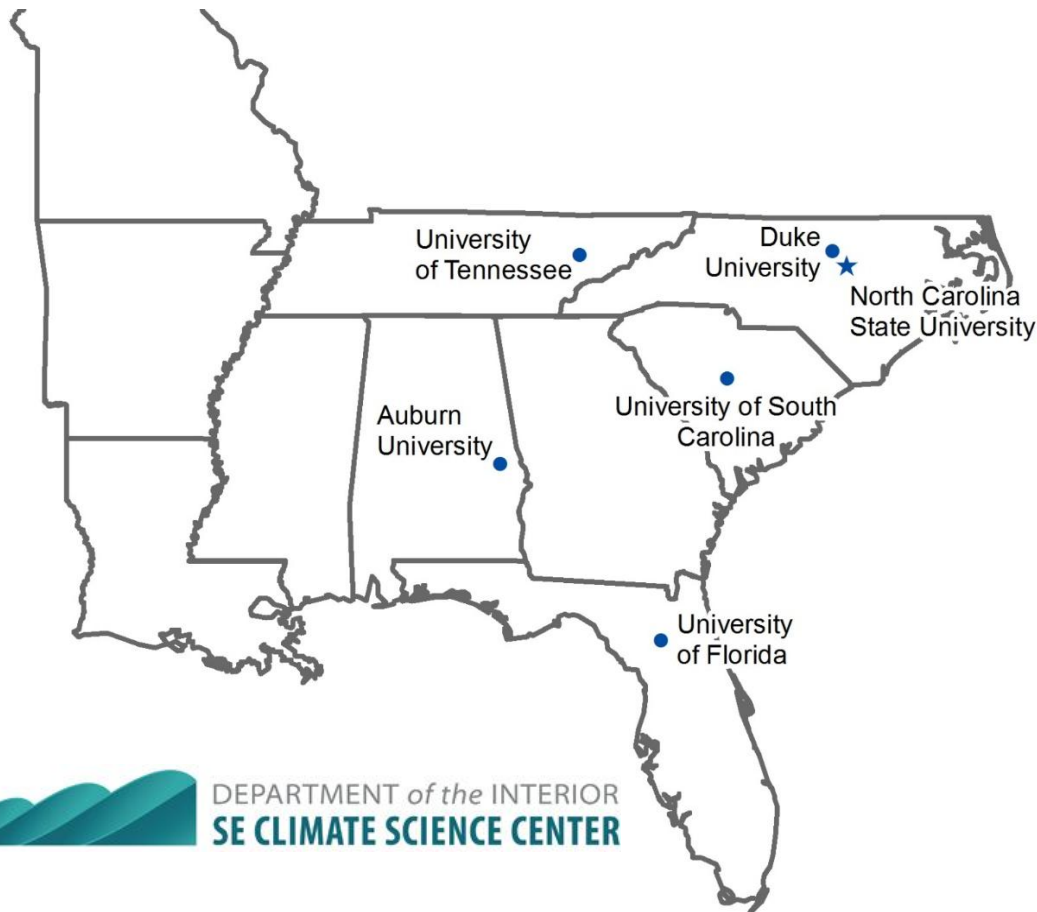 University
of Tennessee
Duke
University
North Carolina
State University
University of South
Carolina
Auburn
University
University
of Florida
DEPARTMENT of the INTERIOR
SE CLIMATE SCIENCE CENTER